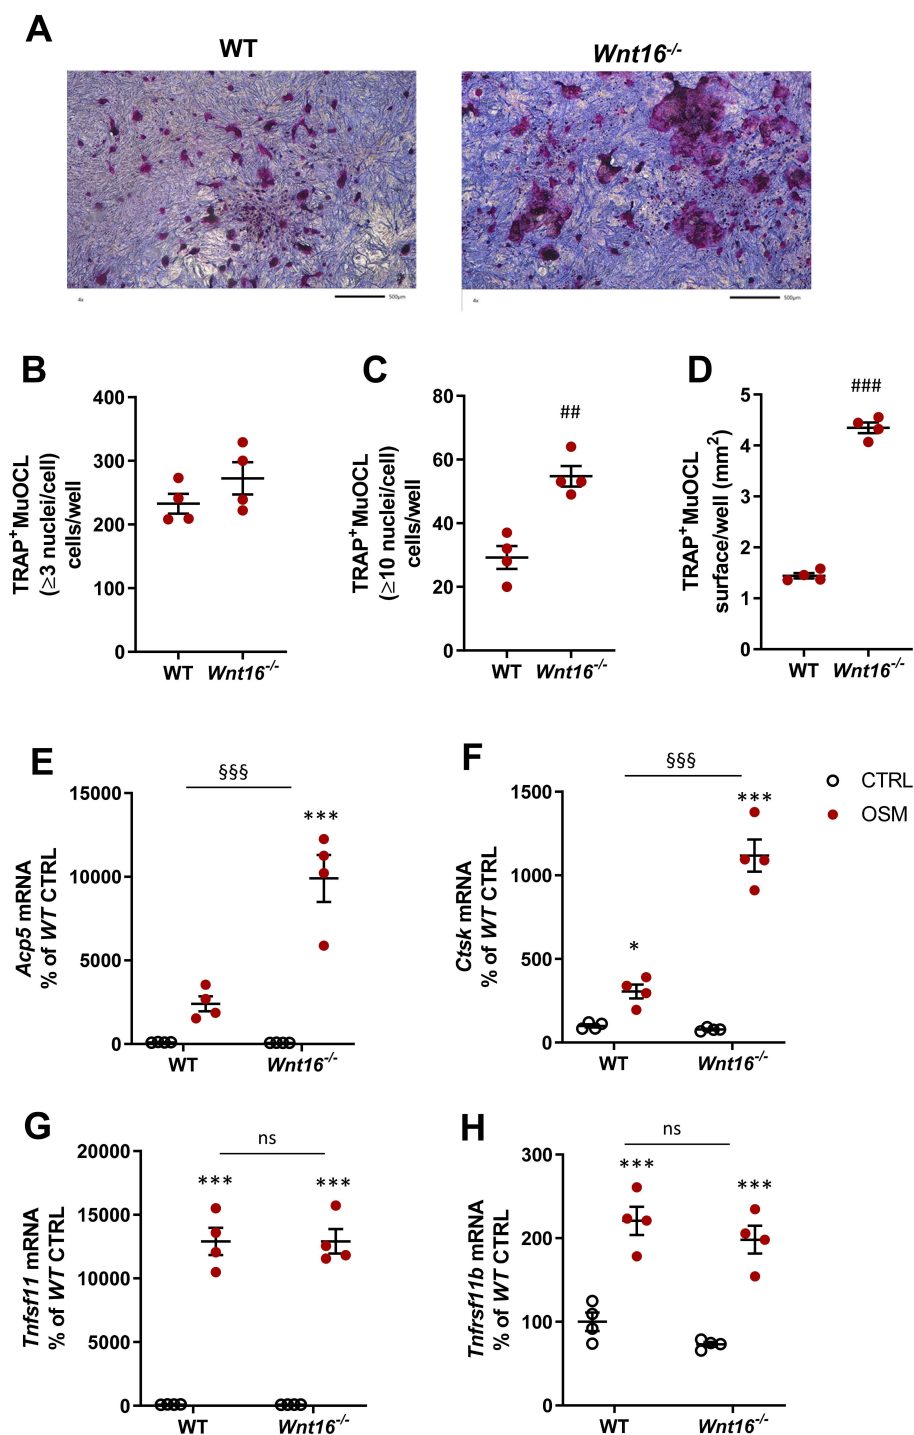 A
WT
Wnt16-/-
4x
500µm
4x
500µm
B
TRAP+MuOCL
(≥3 nuclei/cell)
cells/well
400
300
200
100
0
WT
Wnt16-/-
C
TRAP+MuOCL
(≥10 nuclei/cell)
cells/well
80
60
40
20
0
##
WT
Wnt16-/-
D
TRAP+MuOCL
surface/well (mm2)
5
4
3
2
1
0
###
WT
Wnt16-/-
E
Acp5 mRNA
% of WT CTRL
15000
10000
5000
0
§§§
***
WT
Wnt16-/-
F
Ctsk mRNA
% of WT CTRL
1500
1000
500
0
§§§
*
***
WT
Wnt16-/-
CTRL
OSM
G
Tnfsf11 mRNA
% of WT CTRL
20000
15000
10000
5000
0
ns
***
***
WT
Wnt16-/-
H
Tnfrsf11b mRNA
% of WT CTRL
300
200
100
0
ns
***
***
WT
Wnt16-/-